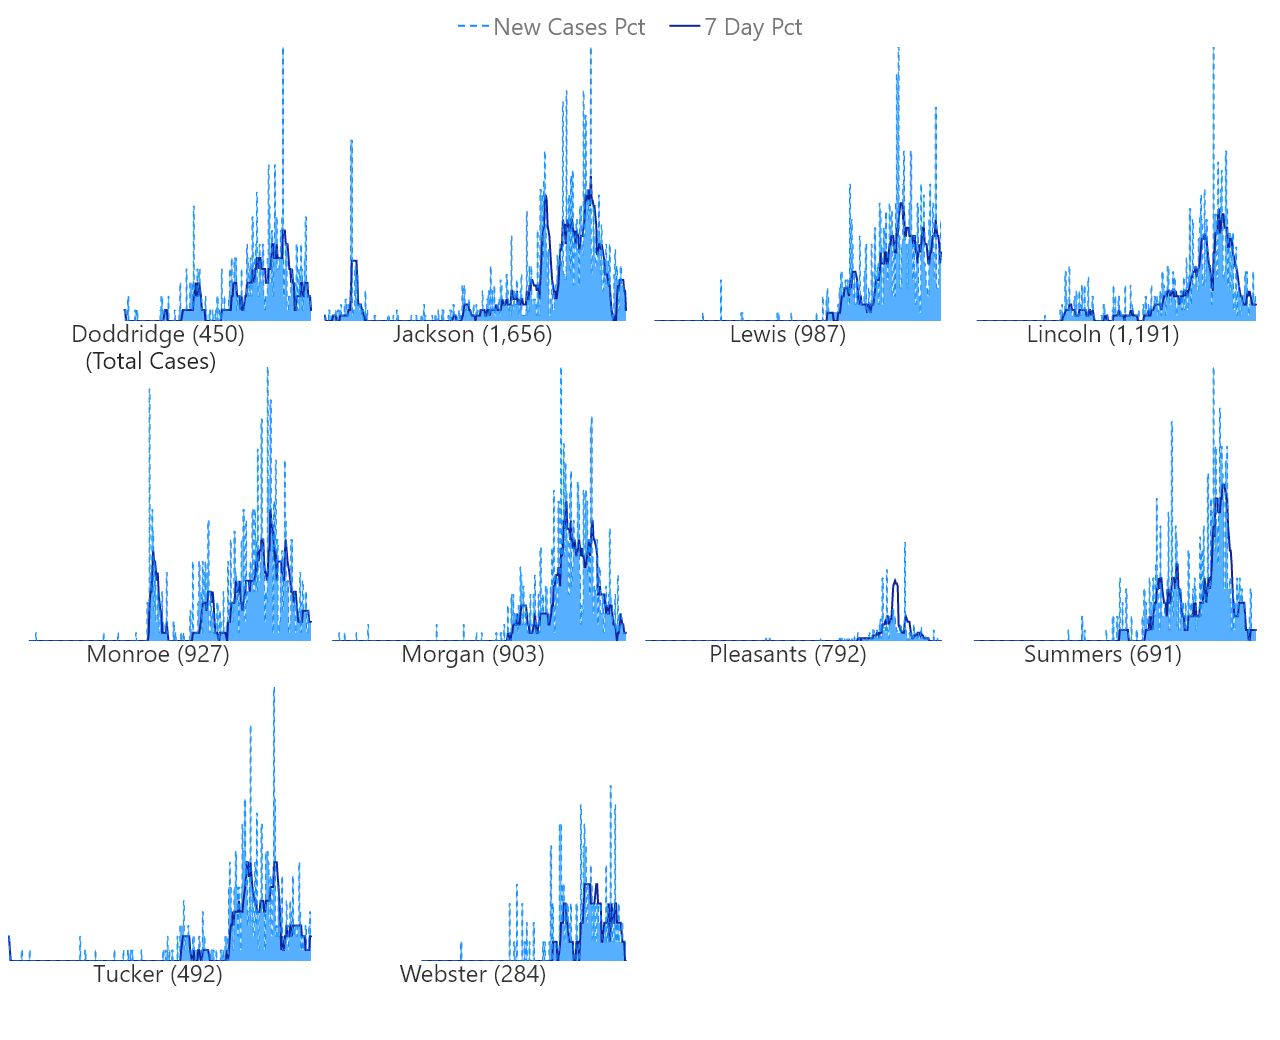 New Cases Pct 7 Day Pct
Doddridge (450) Jackson (1,656) Lewis (987) Lincoln (1,191)
(Total Cases)
Monroe (927) Morgan (903) Pleasants (792) Summers (691)
Tucker (492) Webster (284)